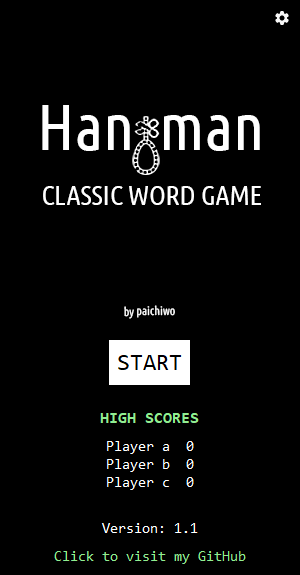 Hangman
CLASSIC WORD GAME
by paichiwo
START
HIGH SCORES
Player a 0
Player b 0
Player c 0
Version: 1.1
Click to visit my GitHub